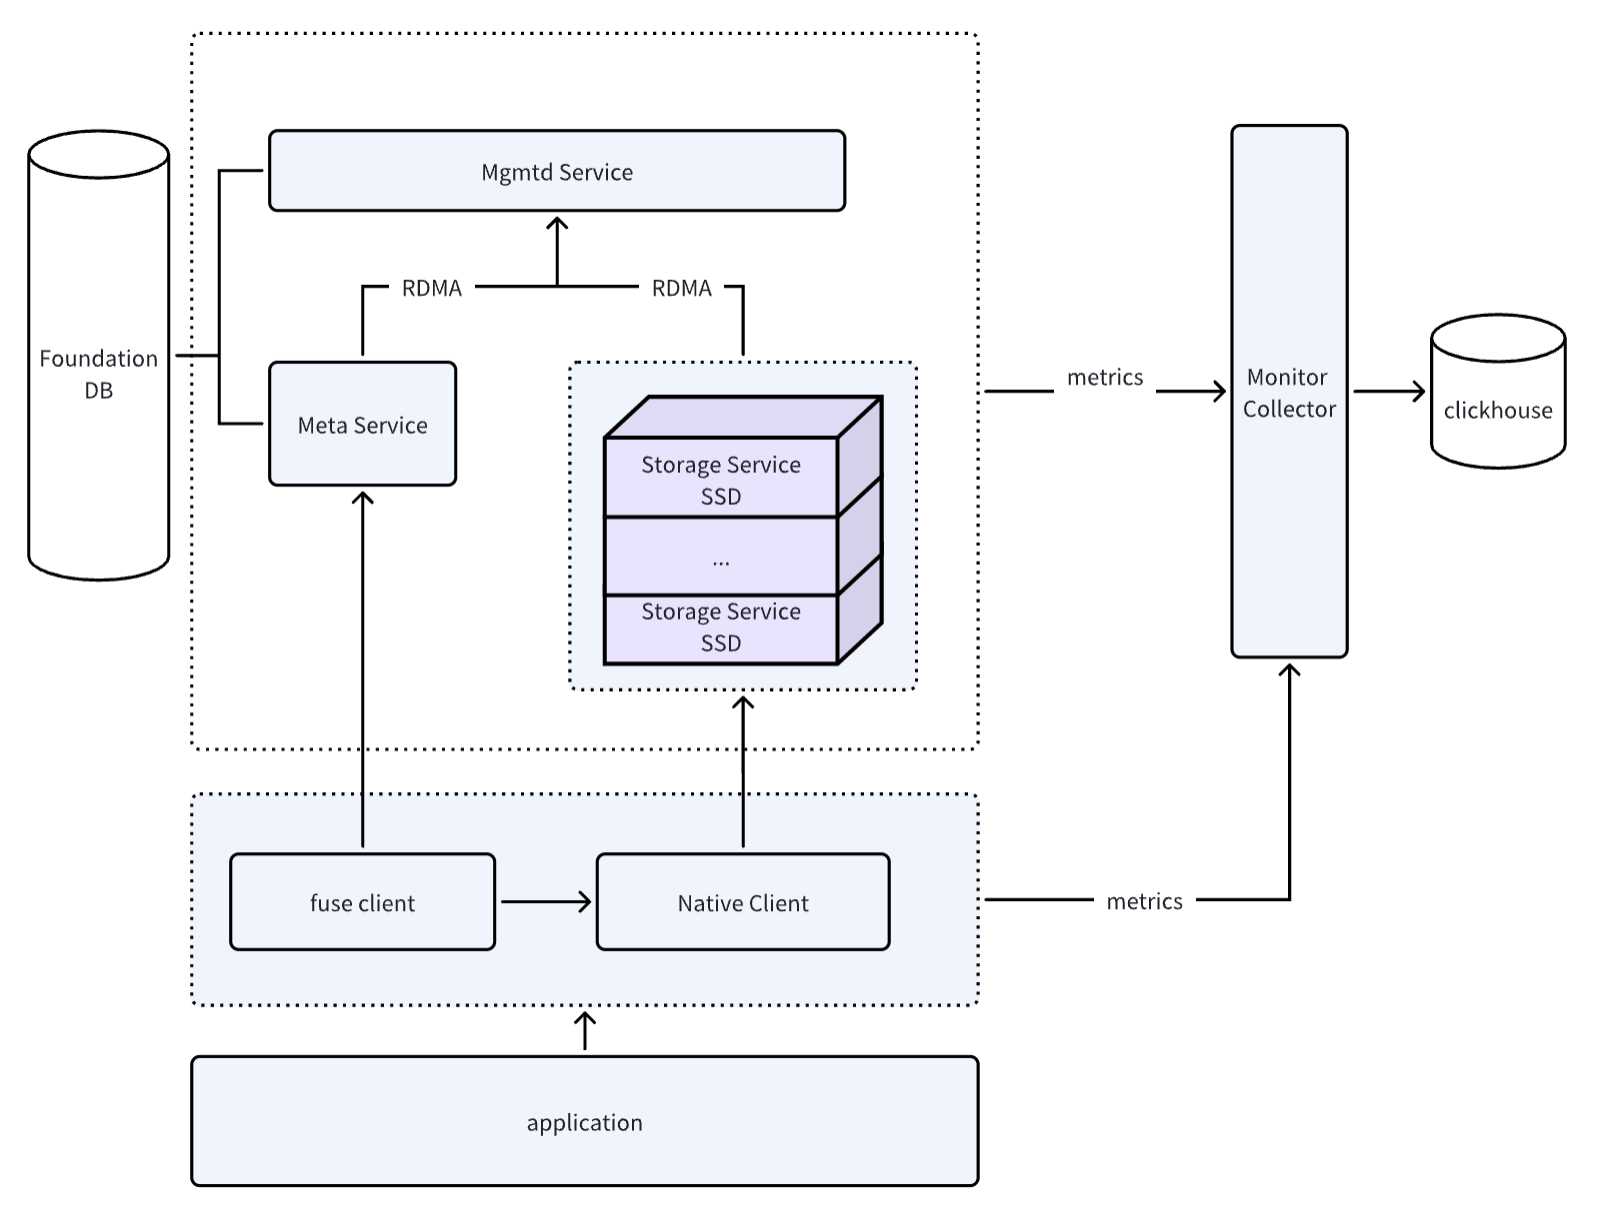 Mgmtd Service
RDMA
RDMA
Foundation
DB
Meta Service
Storage Service
SSD
...
Storage Service
SSD
metrics
Monitor
Collector
clickhouse
fuse client
Native Client
metrics
application